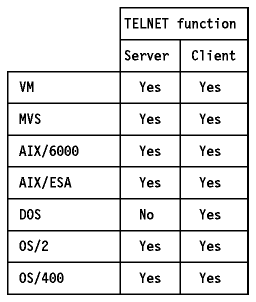 TELNET function
Server Client
VM Yes Yes
MVS Yes Yes
AIX/6000 Yes Yes
AIX/ESA Yes Yes
DOS No Yes
OS/2 Yes Yes
OS/400 Yes Yes